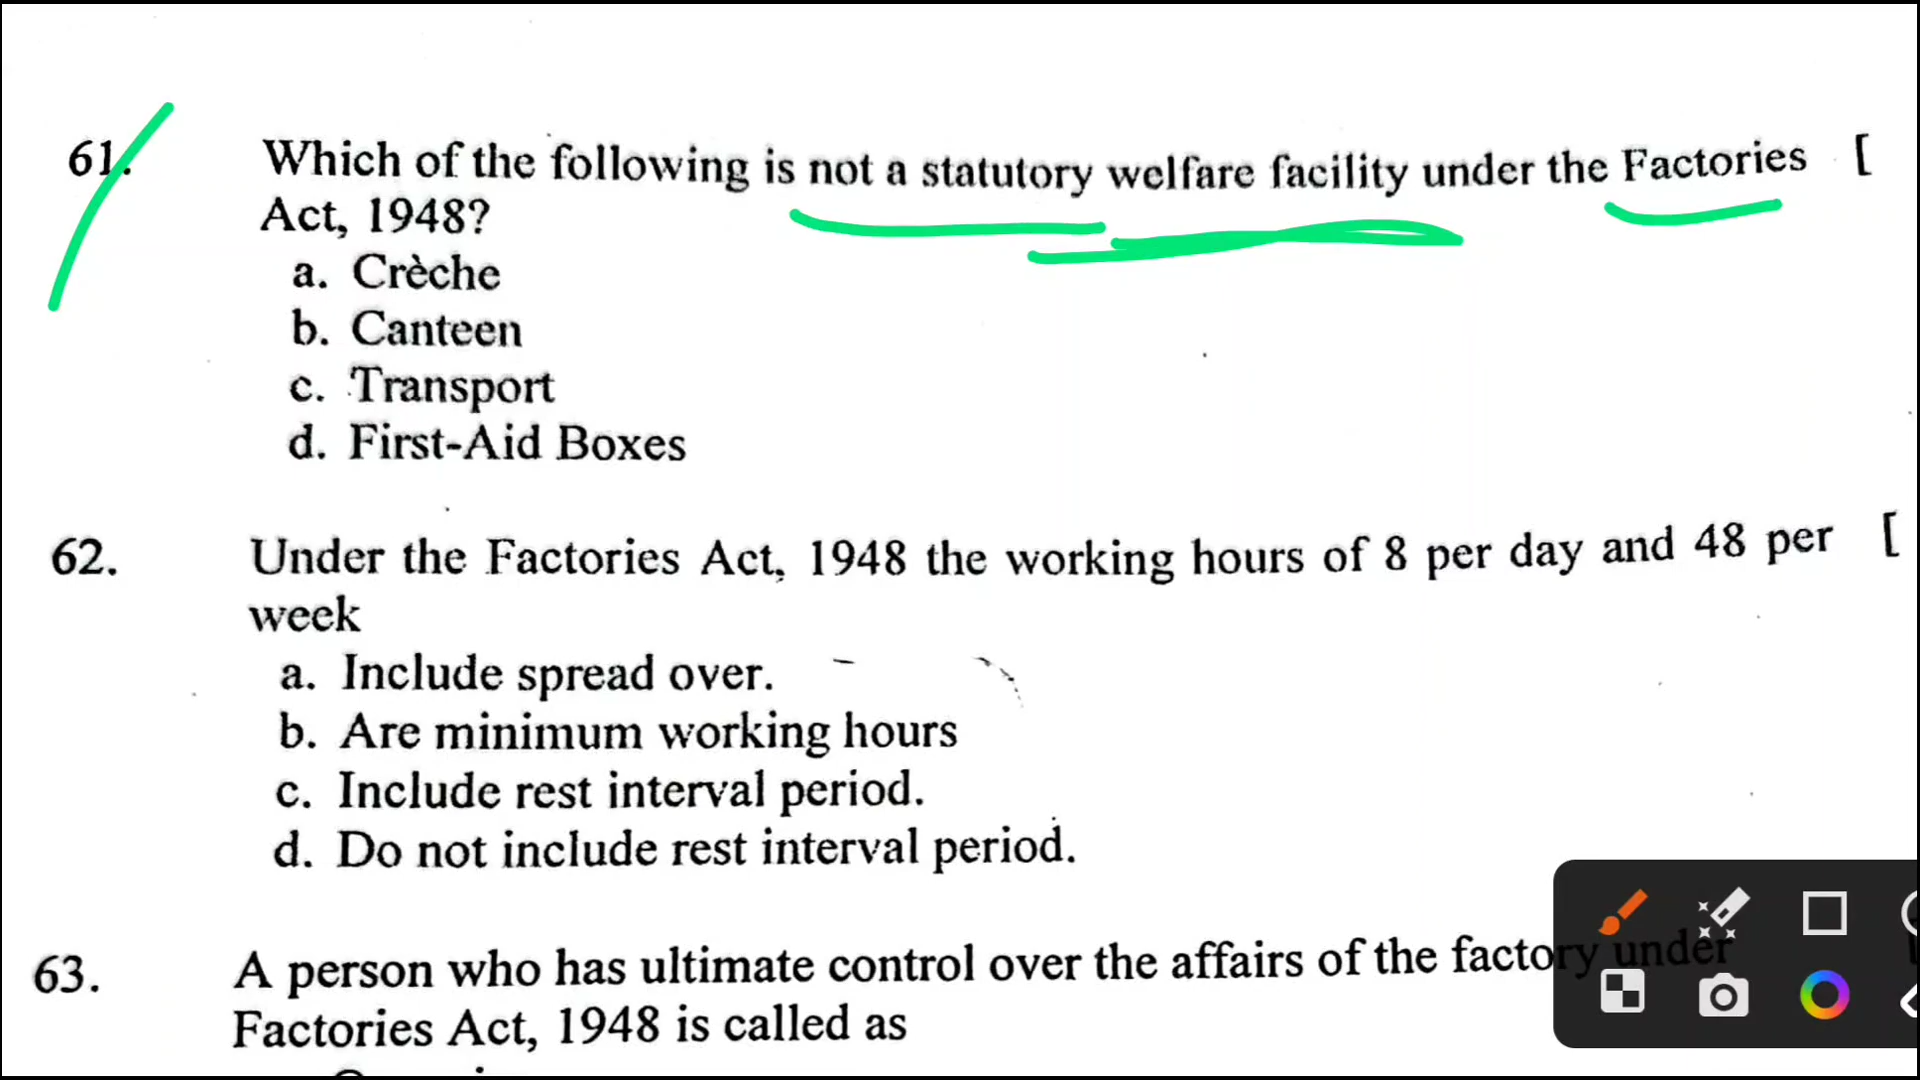 61. Which of the following is not a statutory welfare facility under the Factories [
Act, 1948?
a. Crèche
b. Canteen
c. Transport
d. First-Aid Boxes
62. Under the Factories Act, 1948 the working hours of 8 per day and 48 per [
week
a. Include spread over.
b. Are minimum working hours
c. Include rest interval period.
d. Do not include rest interval period.
63. A person who has ultimate control over the affairs of the factory under
Factories Act, 1948 is called as